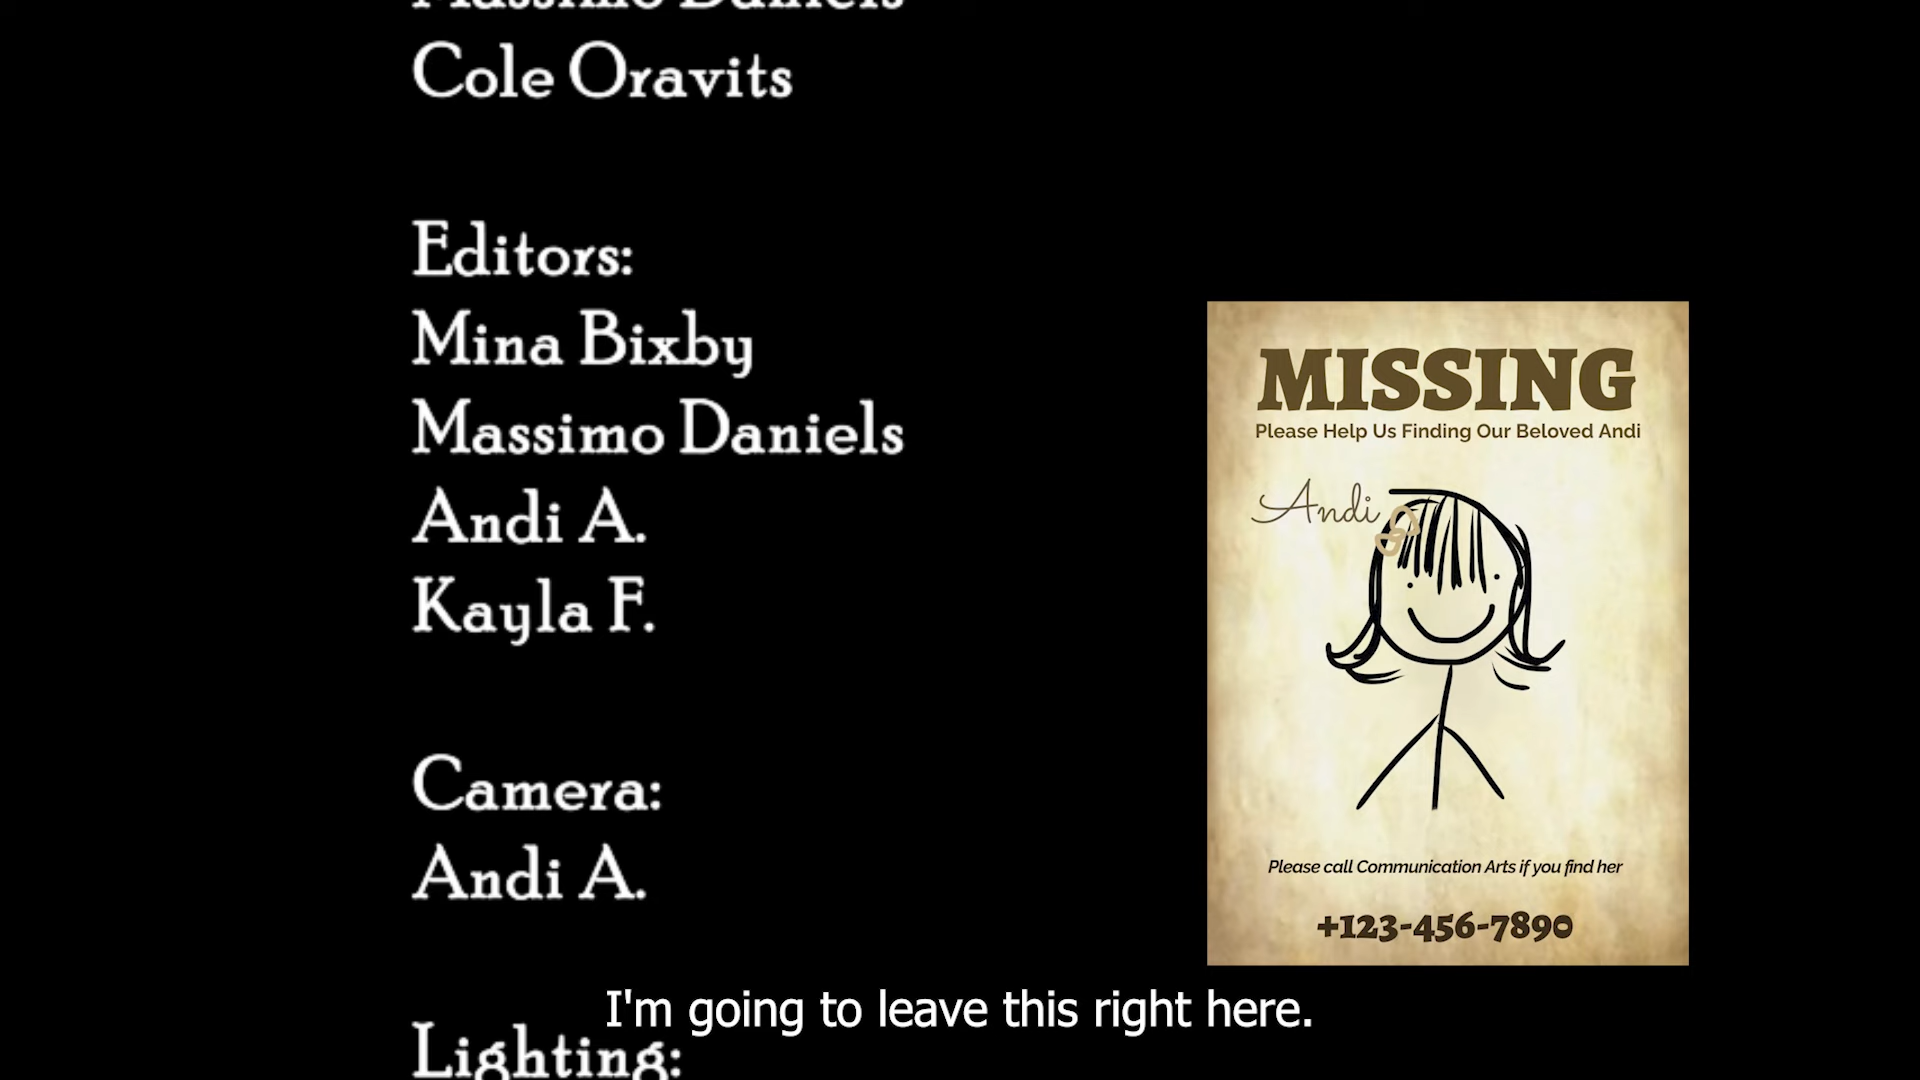 Massimo Daniels
Cole Oravits
Editors:
Mina Bixby
Massimo Daniels
Andi A.
Kayla F.
Camera:
Andi A.
Lighting:
MISSING
Please Help Us Finding Our Beloved Andi
Andi
Please call Communication Arts if you find her
+123-456-7890
I'm going to leave this right here.